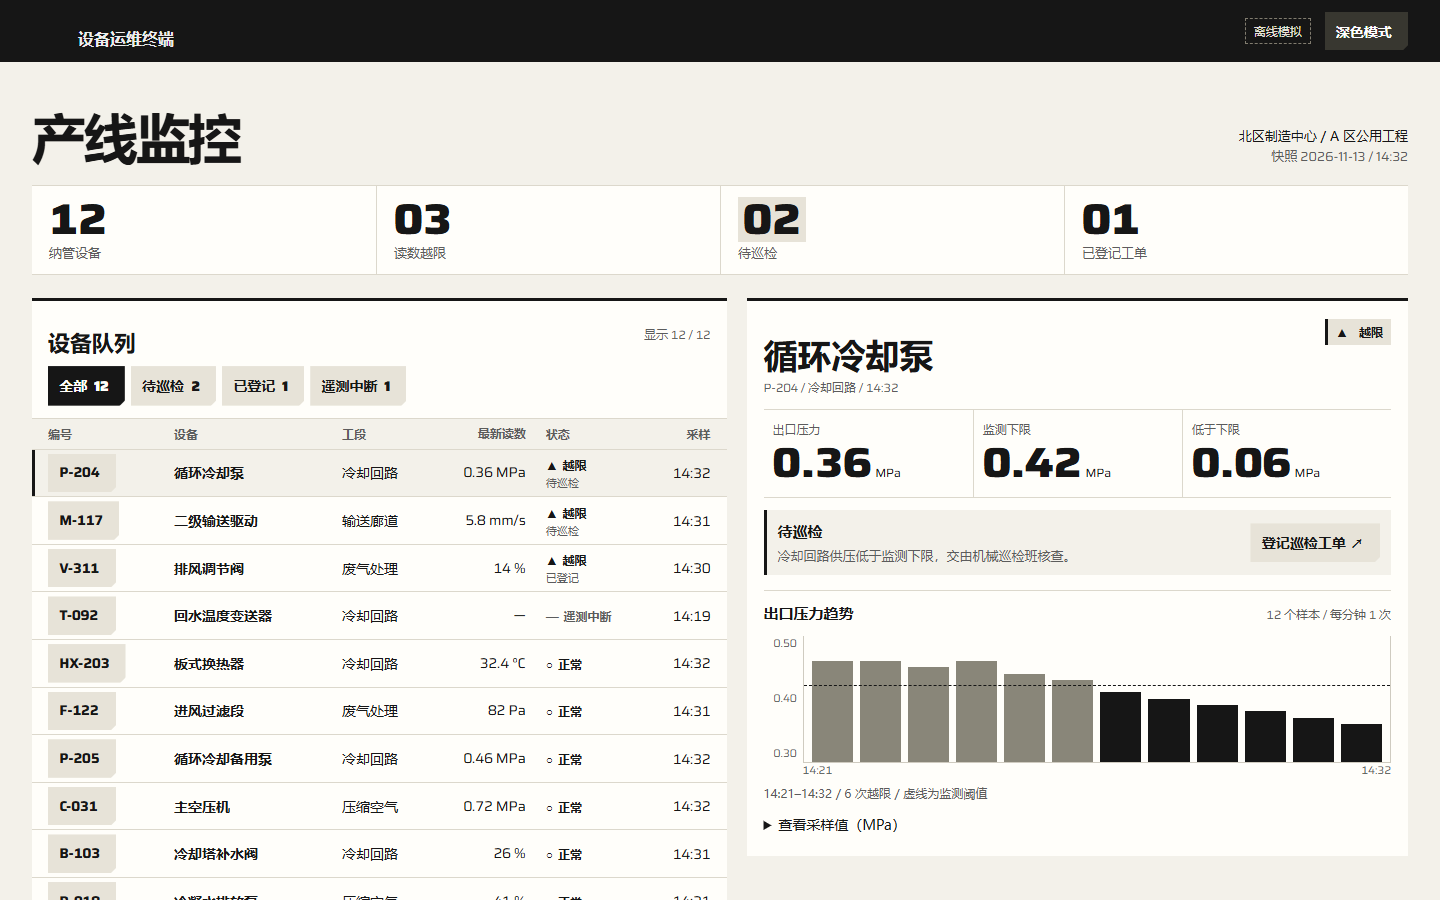 设备运维终端
离线模拟
深色模式
产线监控
北区制造中心 / A 区公用工程
快照 2026-11-13 / 14:32
12
纳管设备
03
读数越限
02
待巡检
01
已登记工单
设备队列
显示 12 / 12
全部 12
待巡检 2
已登记 1
遥测中断 1
编号 设备 工段 最新读数 状态 采样
P-204 循环冷却泵 冷却回路 0.36 MPa ▲ 越限 待巡检 14:32
M-117 二级输送驱动 输送廊道 5.8 mm/s ▲ 越限 待巡检 14:31
V-311 排风调节阀 废气处理 14 % ▲ 越限 已登记 14:30
T-092 回水温度变送器 冷却回路 — — 遥测中断 14:19
HX-203 板式换热器 冷却回路 32.4 °C ○ 正常 14:32
F-122 进风过滤段 废气处理 82 Pa ○ 正常 14:31
P-205 循环冷却备用泵 冷却回路 0.46 MPa ○ 正常 14:32
C-031 主空压机 压缩空气 0.72 MPa ○ 正常 14:32
B-103 冷却塔补水阀 冷却回路 26 % ○ 正常 14:31
▲ 越限
循环冷却泵
P-204 / 冷却回路 / 14:32
出口压力
0.36 MPa
监测下限
0.42 MPa
低于下限
0.06 MPa
待巡检
冷却回路供压低于监测下限，交由机械巡检班核查。
登记巡检工单 ↗
出口压力趋势
12 个样本 / 每分钟 1 次
0.50
0.40
0.30
14:21
14:32
14:21–14:32 / 6 次越限 / 虚线为监测阈值
▶ 查看采样值（MPa）